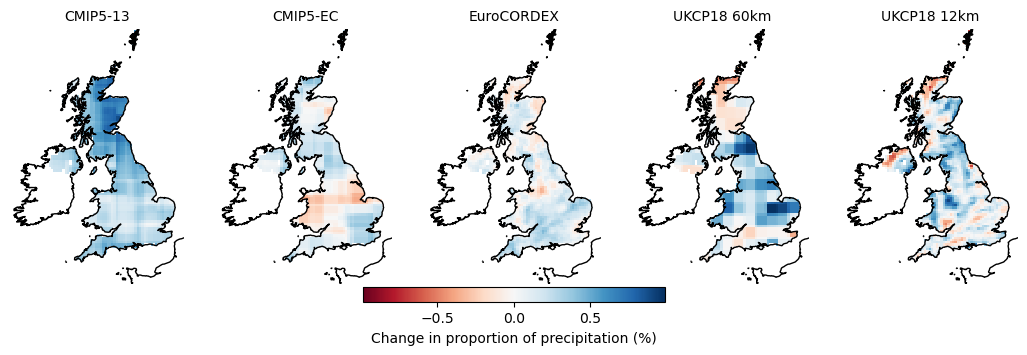 CMIP5-13 CMIP5-EC EuroCORDEX UKCP18 60km UKCP18 12km
−0.5 0.0 0.5
Change in proportion of precipitation (%)